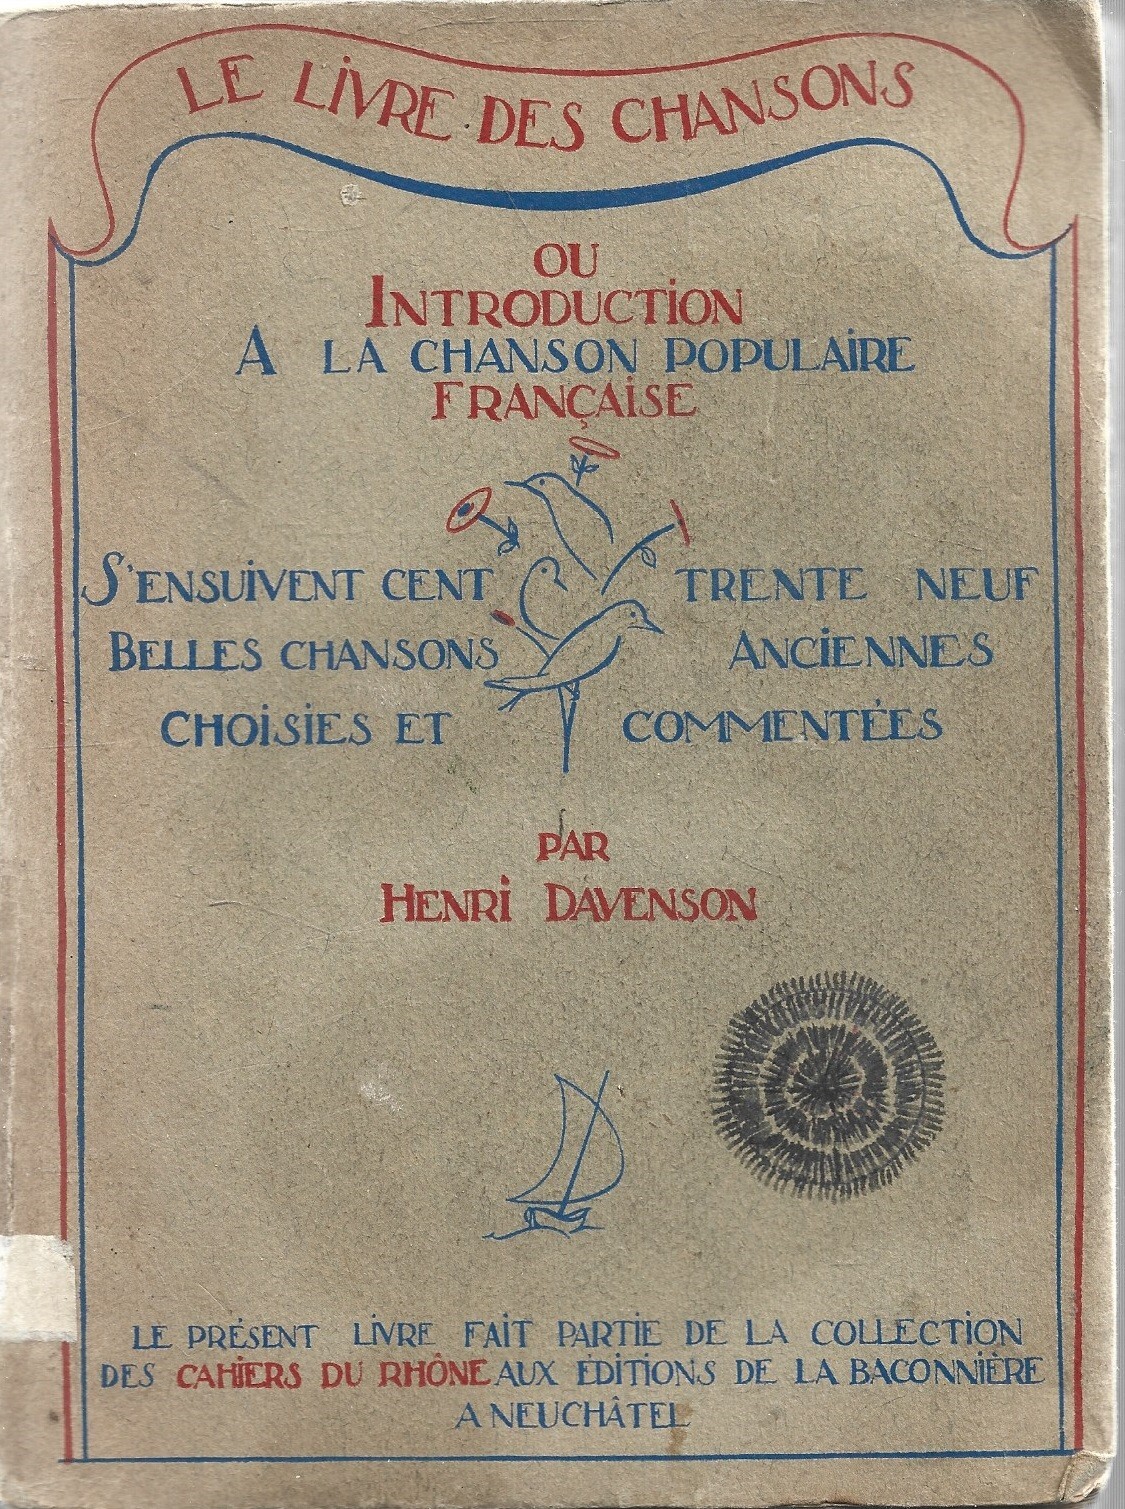 LE LIVRE DES CHANSONS
OU
INTRODUCTION
A LA CHANSON POPULAIRE
FRANÇAISE
S'ENSUIVENT CENT TRENTE NEUF
BELLES CHANSONS ANCIENNES
CHOISIES ET COMMENTÉES
PAR
HENRI DAVENSON
LE PRÉSENT LIVRE FAIT PARTIE DE LA COLLECTION
DES CAHIERS DU RHÔNE AUX ÉDITIONS DE LA BACONNIÈRE
A NEUCHÂTEL